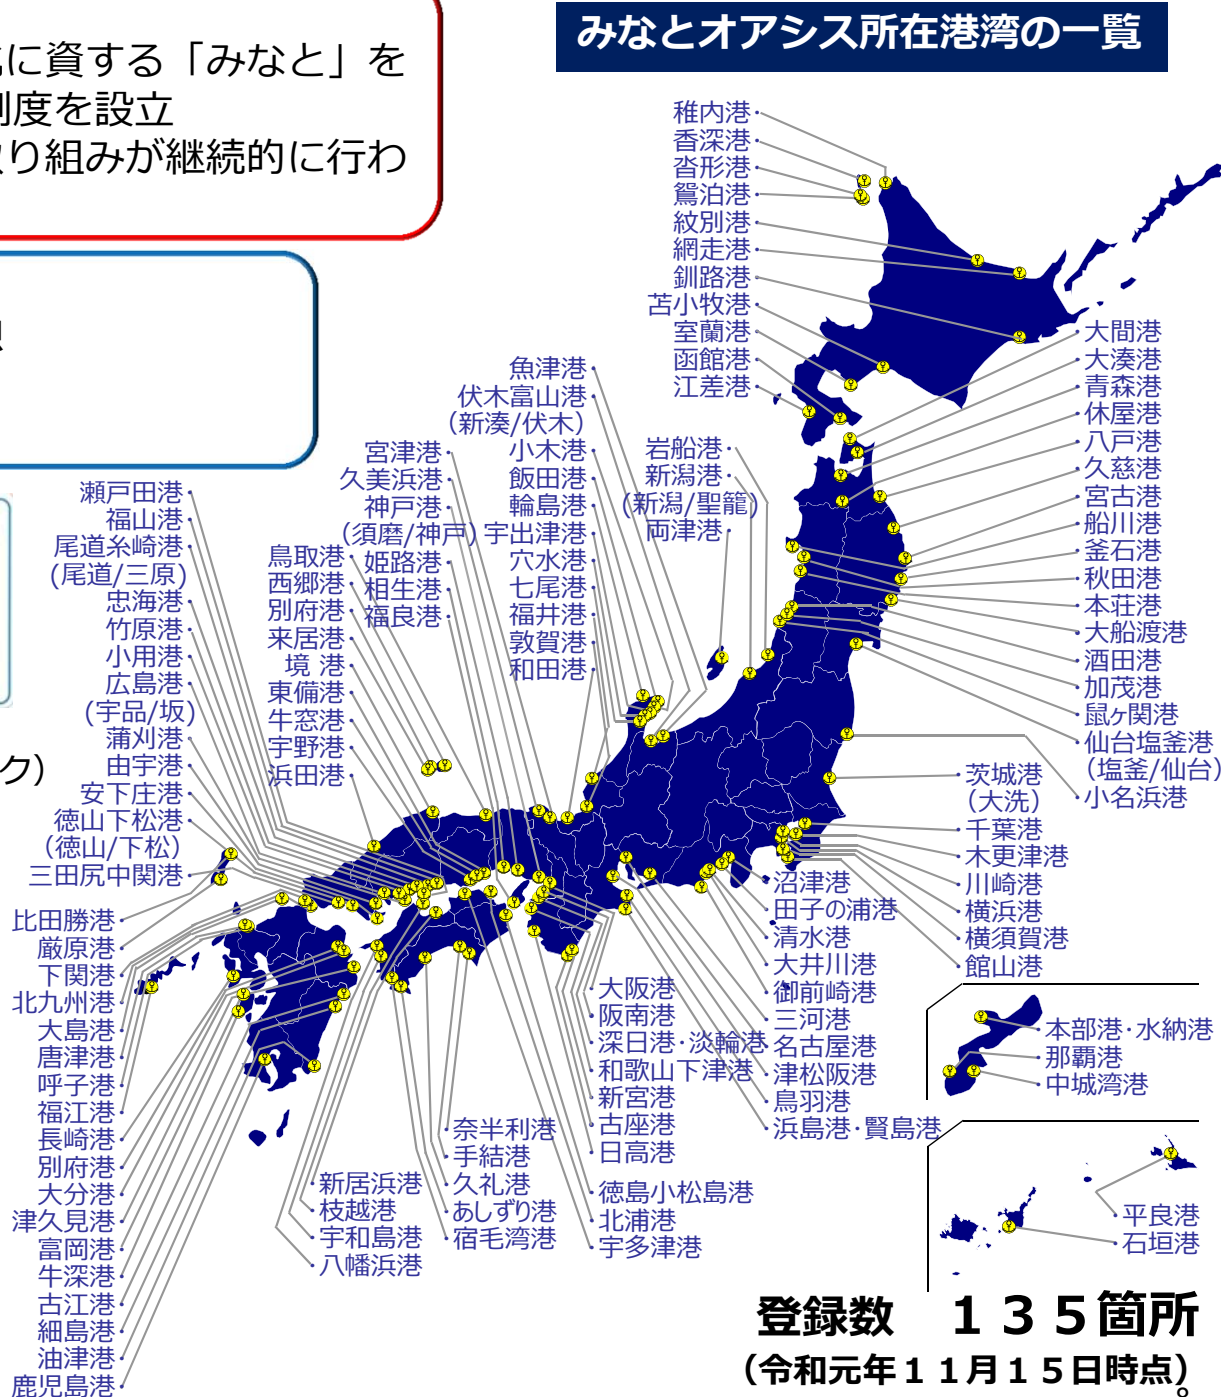 みなとオアシス所在港湾の一覧
に資する「みなと」を
制度を設立
り組みが継続的に行わ
ク）
稚内港
香深港
沓形港
鴛泊港
紋別港
網走港
釧路港
苫小牧港
室蘭港
函館港
江差港
大間港
大湊港
青森港
休屋港
八戸港
久慈港
宮古港
船川港
釜石港
秋田港
本荘港
大船渡港
酒田港
加茂港
鼠ヶ関港
仙台塩釜港
（塩釜/仙台）
小名浜港
岩船港
新潟港
（新潟/聖籠）
両津港
魚津港
伏木富山港
（新湊/伏木）
小木港
飯田港
輪島港
宇出津港
穴水港
七尾港
福井港
敦賀港
和田港
宮津港
久美浜港
神戸港
（須磨/神戸）
姫路港
相生港
福良港
鳥取港
西郷港
別府港
来居港
境 港
東備港
牛窓港
宇野港
浜田港
瀬戸田港
福山港
尾道糸崎港
（尾道/三原）
忠海港
竹原港
小用港
広島港
（宇品/坂）
蒲刈港
由宇港
安下庄港
徳山下松港
（徳山/下松）
三田尻中関港
比田勝港
厳原港
下関港
北九州港
大島港
唐津港
呼子港
福江港
長崎港
別府港
大分港
津久見港
富岡港
牛深港
古江港
細島港
油津港
鹿児島港
新居浜港
枝越港
宇和島港
八幡浜港
奈半利港
手結港
久礼港
あしずり港
宿毛湾港
大阪港
阪南港
深日港・淡輪港
和歌山下津港
新宮港
古座港
日高港
徳島小松島港
北浦港
宇多津港
茨城港
（大洗）
千葉港
木更津港
川崎港
横浜港
横須賀港
館山港
沼津港
田子の浦港
清水港
大井川港
御前崎港
三河港
名古屋港
津松阪港
鳥羽港
浜島港・賢島港
本部港・水納港
那覇港
中城湾港
平良港
石垣港
登録数　１３５箇所
（令和元年１１月１５日時点）
。